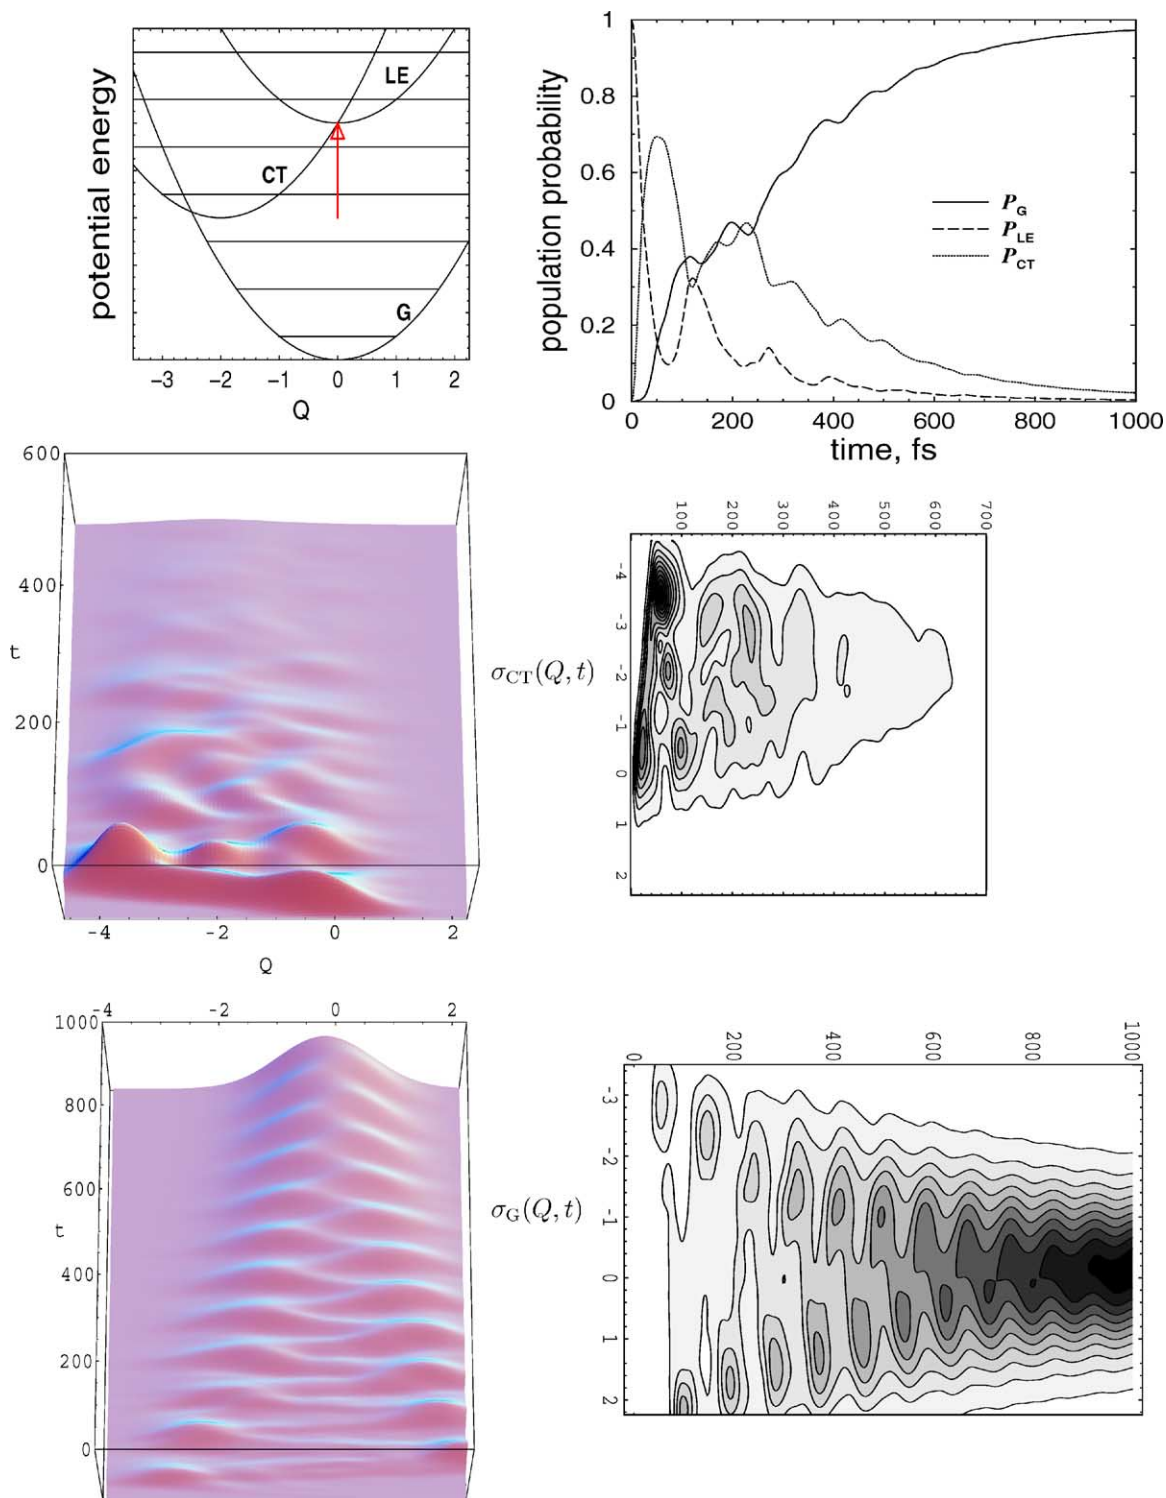 potential energy
LE
CT
G
-3 -2 -1 0 1 2
Q
population probability
1
0.8
0.6
0.4
0.2
0
P_G
P_LE
P_CT
0 200 400 600 800 1000
time, fs
600
400
t
200
0
-4 -2 0 2
Q
σ_CT(Q, t)
100 200 300 400 500 600 700
-4
-3
-2
-1
0
1
2
-4 -2 0 2
1000
800
600
t
400
200
0
σ_G(Q, t)
0 200 400 600 800 1000
-3
-2
-1
0
1
2